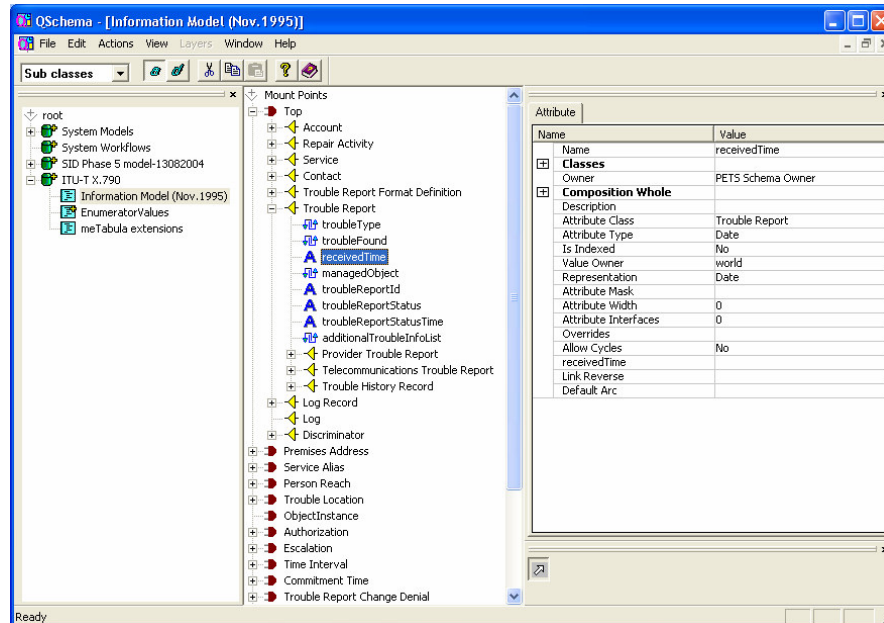 QSchema - [Information Model (Nov.1995)]
File Edit Actions View Layers Window Help
Sub classes
root
System Models
System Workflows
SID Phase 5 model-13082004
ITU-T X.790
Information Model (Nov.1995)
EnumeratorValues
meTabula extensions
Mount Points
Top
Account
Repair Activity
Service
Contact
Trouble Report Format Definition
Trouble Report
troubleType
troubleFound
receivedTime
managedObject
troubleReportId
troubleReportStatus
troubleReportStatusTime
additionalTroubleInfoList
Provider Trouble Report
Telecommunications Trouble Report
Trouble History Record
Log Record
Log
Discriminator
Premises Address
Service Alias
Person Reach
Trouble Location
ObjectInstance
Authorization
Escalation
Time Interval
Commitment Time
Trouble Report Change Denial
Attribute
Name Value
Name receivedTime
Classes
Owner PETS Schema Owner
Composition Whole
Description
Attribute Class Trouble Report
Attribute Type Date
Is Indexed No
Value Owner world
Representation Date
Attribute Mask
Attribute Width 0
Attribute Interfaces 0
Overrides
Allow Cycles No
receivedTime
Link Reverse
Default Arc
Ready